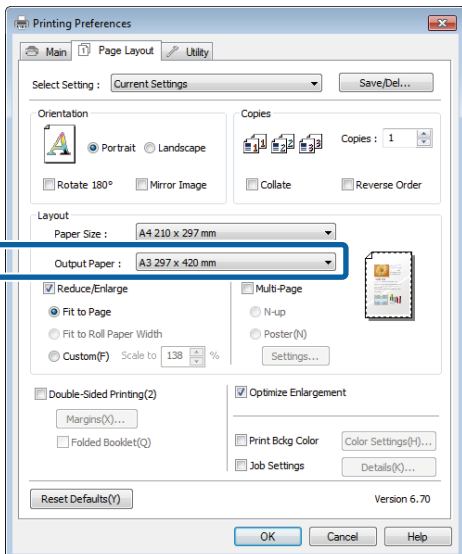 Printing Preferences
Main Page Layout Utility
Select Setting : Current Settings Save/Del...
Orientation
Portrait Landscape
Rotate 180° Mirror Image
Copies
Copies : 1
Collate Reverse Order
Layout
Paper Size : A4 210 x 297 mm
Output Paper : A3 297 x 420 mm
Reduce/Enlarge
Fit to Page
Fit to Roll Paper Width
Custom(F) Scale to 138 %
Multi-Page
N-up
Poster(N)
Settings...
Double-Sided Printing(2)
Margins(X)...
Folded Booklet(Q)
Optimize Enlargement
Print Bckg Color Color Settings(H)...
Job Settings Details(K)...
Reset Defaults(Y) Version 6.70
OK Cancel Help